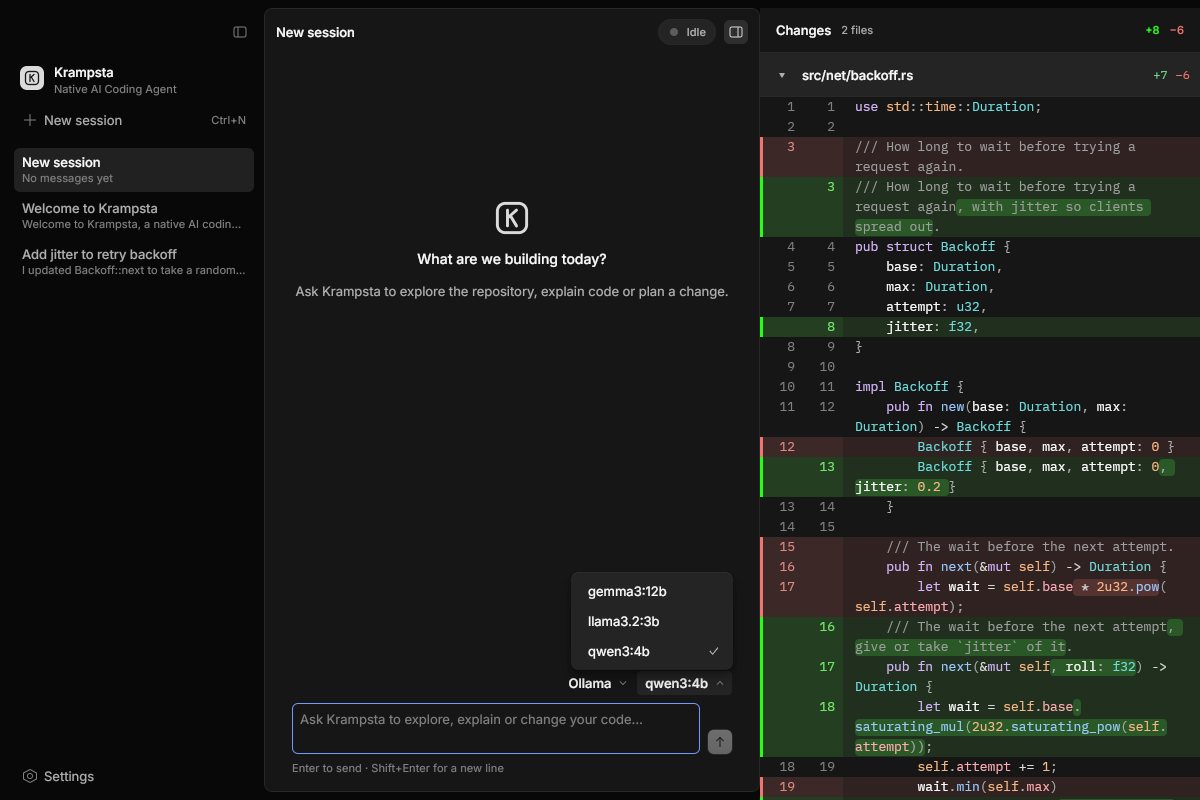 Krampsta
Native AI Coding Agent
New session
Ctrl+N
New session
No messages yet
Welcome to Krampsta
Welcome to Krampsta, a native AI codin...
Add jitter to retry backoff
I updated Backoff::next to take a random...
Settings
New session
Idle
K
What are we building today?
Ask Krampsta to explore the repository, explain code or plan a change.
gemma3:12b
llama3.2:3b
qwen3:4b
Ollama
qwen3:4b
Ask Krampsta to explore, explain or change your code...
Enter to send · Shift+Enter for a new line
Changes 2 files +8 −6
src/net/backoff.rs +7 −6
1 1 use std::time::Duration;
2 2
3 /// How long to wait before trying a
request again.
3 /// How long to wait before trying a
request again, with jitter so clients
spread out.
4 4 pub struct Backoff {
5 5 base: Duration,
6 6 max: Duration,
7 7 attempt: u32,
8 jitter: f32,
8 9 }
9 10
10 11 impl Backoff {
11 12 pub fn new(base: Duration, max:
Duration) -> Backoff {
12 Backoff { base, max, attempt: 0 }
13 Backoff { base, max, attempt: 0,
jitter: 0.2 }
13 14 }
14 15
15 /// The wait before the next attempt.
16 pub fn next(&mut self) -> Duration {
17 let wait = self.base * 2u32.pow(
self.attempt);
16 /// The wait before the next attempt,
give or take `jitter` of it.
17 pub fn next(&mut self, roll: f32) ->
Duration {
18 let wait = self.base.
saturating_mul(2u32.saturating_pow(self.
attempt));
18 19 self.attempt += 1;
19 wait.min(self.max)